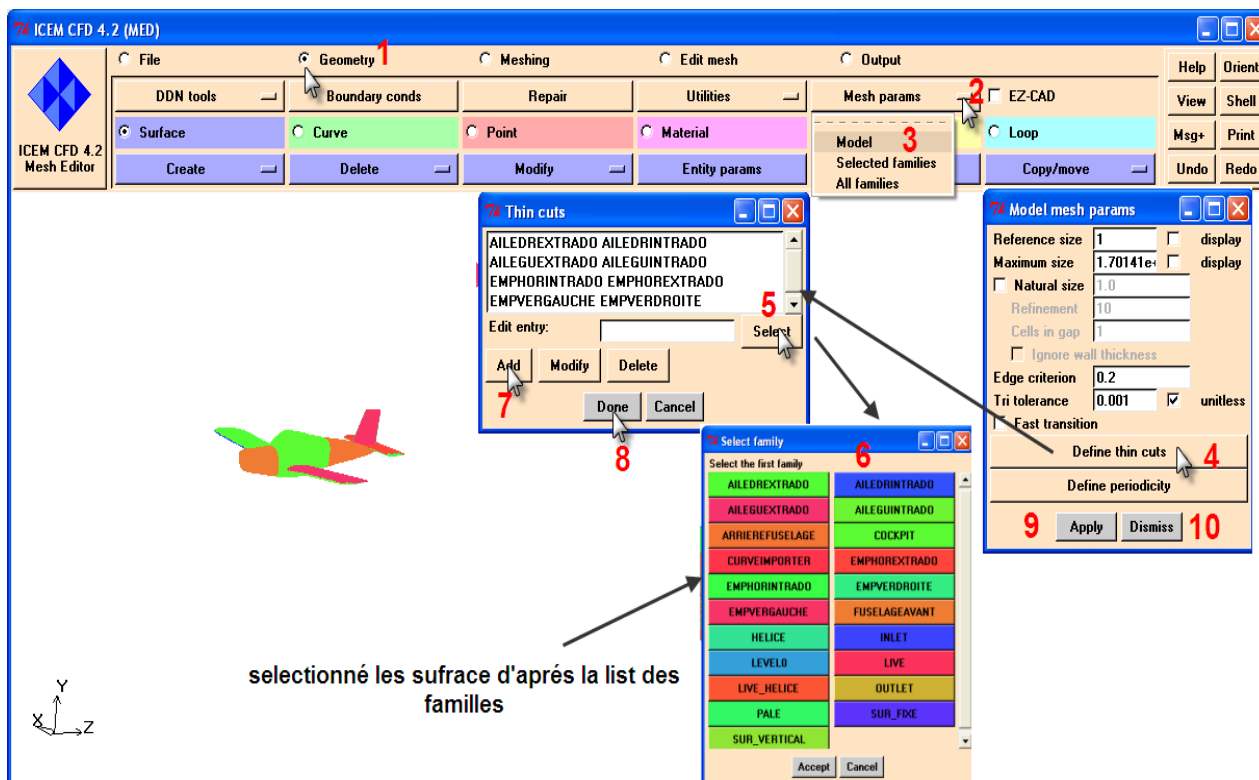 7% ICEM CFD 4.2 (MED)
File
Geometry
1
Meshing
Edit mesh
Output
Help
Orient
DDN tools
Boundary conds
Repair
Utilities
Mesh params
2
EZ-CAD
View
Shell
Surface
Curve
Point
Material
Loop
Msg+
Print
ICEM CFD 4.2
Mesh Editor
Create
Delete
Modify
Entity params
Copy/move
Undo
Redo
Model
3
Selected families
All families
Thin cuts
AILEDREXTRADO AILEDRINTRADO
AILEGUEXTRADO AILEGUINTRADO
EMPHORINTRADO EMPHOREXTRADO
EMPVERGAUCHE EMPVERDROITE
5
Edit entry:
Select
Add
Modify
Delete
7
Done
Cancel
8
Model mesh params
Reference size
1
display
Maximum size
1.70141e+
display
Natural size
1.0
Refinement
10
Cells in gap
1
Ignore wall thickness
Edge criterion
0.2
Tri tolerance
0.001
unitless
Fast transition
Define thin cuts
4
Define periodicity
9
Apply
Dismiss
10
Select family
6
Select the first family
AILEDREXTRADO
AILEDRINTRADO
AILEGUEXTRADO
AILEGUINTRADO
ARRIEREFUSELAGE
COCKPIT
CURVEIMPORTER
EMPHOREXTRADO
EMPHORINTRADO
EMPVERDROITE
EMPVERGAUCHE
FUSELAGEAVANT
HELICE
INLET
LEVEL0
LIVE
LIVE_HELICE
OUTLET
PALE
SUR_FIXE
SUR_VERTICAL
Accept
Cancel
selectionné les sufrace d'aprés la list des
familles
Y
X
Z